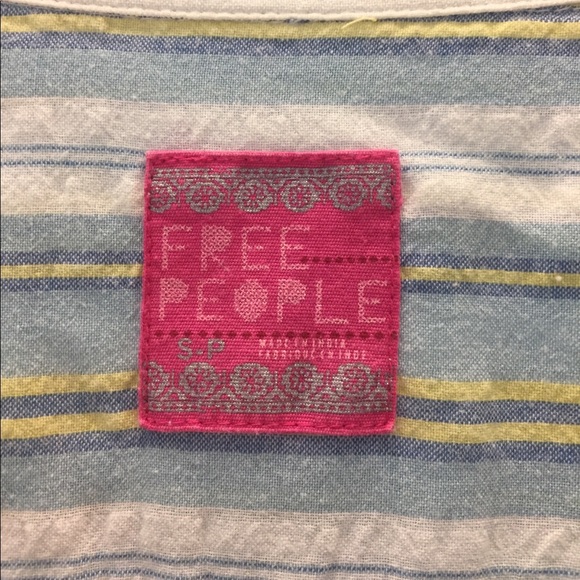 FREE
PEOPLE
S-P
MADE IN INDIA
FABRIQUE EN INDE